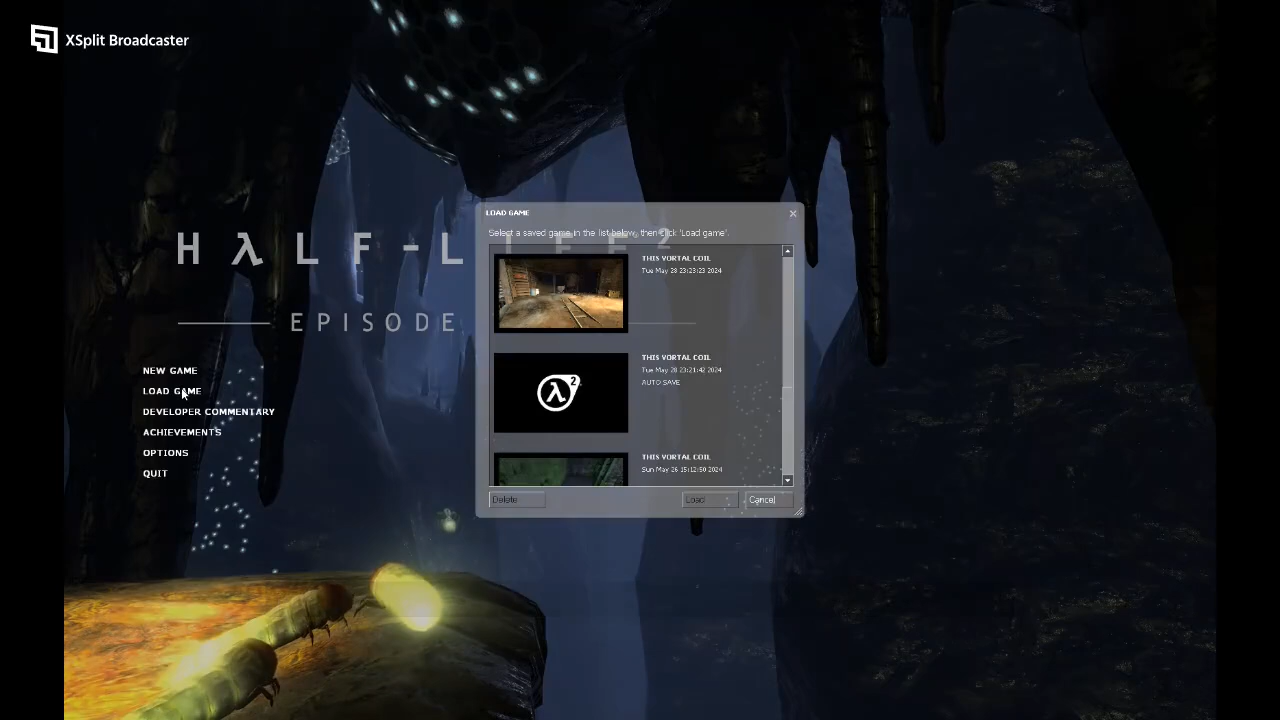 XSplit Broadcaster
LOAD GAME
Select a saved game in the list below, then click 'Load game'.
HλLF-LIFE 2
EPISODE
THIS VORTAL COIL
Tue May 28 23:23:23 2024
THIS VORTAL COIL
Tue May 28 23:21:42 2024
AUTO SAVE
THIS VORTAL COIL
Sun May 26 15:12:50 2024
NEW GAME
LOAD GAME
DEVELOPER COMMENTARY
ACHIEVEMENTS
OPTIONS
QUIT
Delete
Load
Cancel